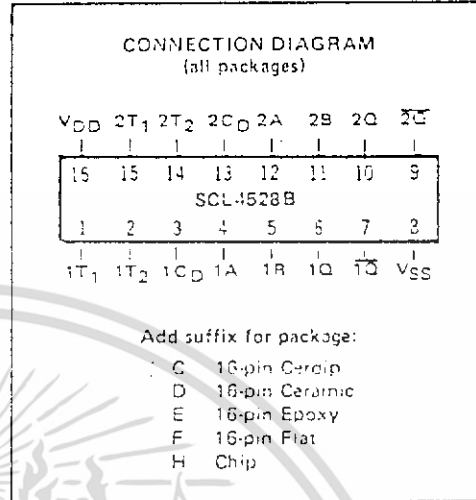 CONNECTION DIAGRAM
(all packages)
VDD 2T1 2T2 2CD 2A 2B 2Q 2Q̅
16 15 14 13 12 11 10 9
SCL4528B
1 2 3 4 5 6 7 8
1T1 1T2 1CD 1A 1B 1Q 1Q̅ VSS
Add suffix for package:
C 16-pin Cerdip
D 16-pin Ceramic
E 16-pin Epoxy
F 16-pin Flat
H Chip